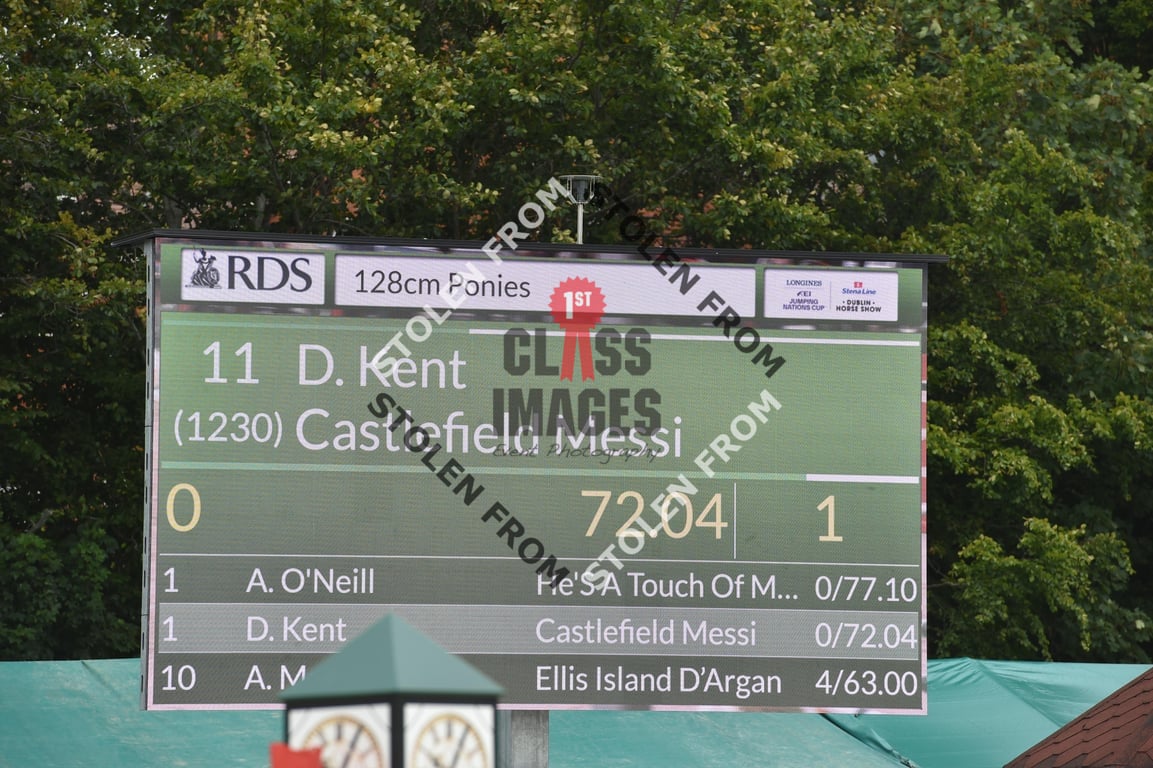 RDS
128cm Ponies
LONGINES
FEI
JUMPING
NATIONS CUP
Stena Line
• DUBLIN •
HORSE SHOW
11 D. Kent
(1230) Castlefield Messi
0 72.04 1
1 A. O'Neill He'S A Touch Of M... 0/77.10
1 D. Kent Castlefield Messi 0/72.04
10 A. M Ellis Island D'Argan 4/63.00
1ST
CLASS
IMAGES
Event Photography
STOLEN FROM
STOLEN FROM
STOLEN FROM
STOLEN FROM